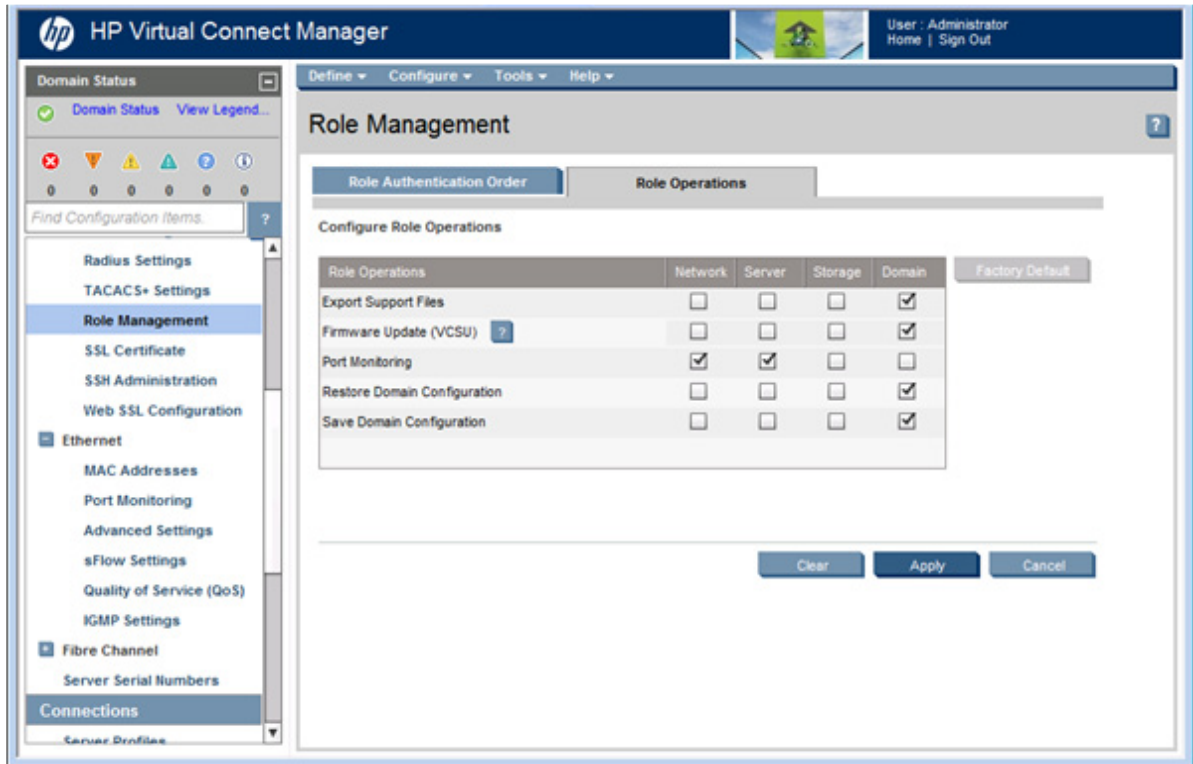 hp HP Virtual Connect Manager
User : Administrator
Home | Sign Out
Domain Status
Domain Status View Legend...
0 0 0 0 0 0
Find Configuration Items. ?
Radius Settings
TACACS+ Settings
Role Management
SSL Certificate
SSH Administration
Web SSL Configuration
Ethernet
MAC Addresses
Port Monitoring
Advanced Settings
sFlow Settings
Quality of Service (QoS)
IGMP Settings
Fibre Channel
Server Serial Numbers
Connections
Server Profiles
Define Configure Tools Help
Role Management ?
Role Authentication Order Role Operations
Configure Role Operations
Role Operations Network Server Storage Domain Factory Default
Export Support Files
Firmware Update (VCSU) ?
Port Monitoring
Restore Domain Configuration
Save Domain Configuration
Clear Apply Cancel